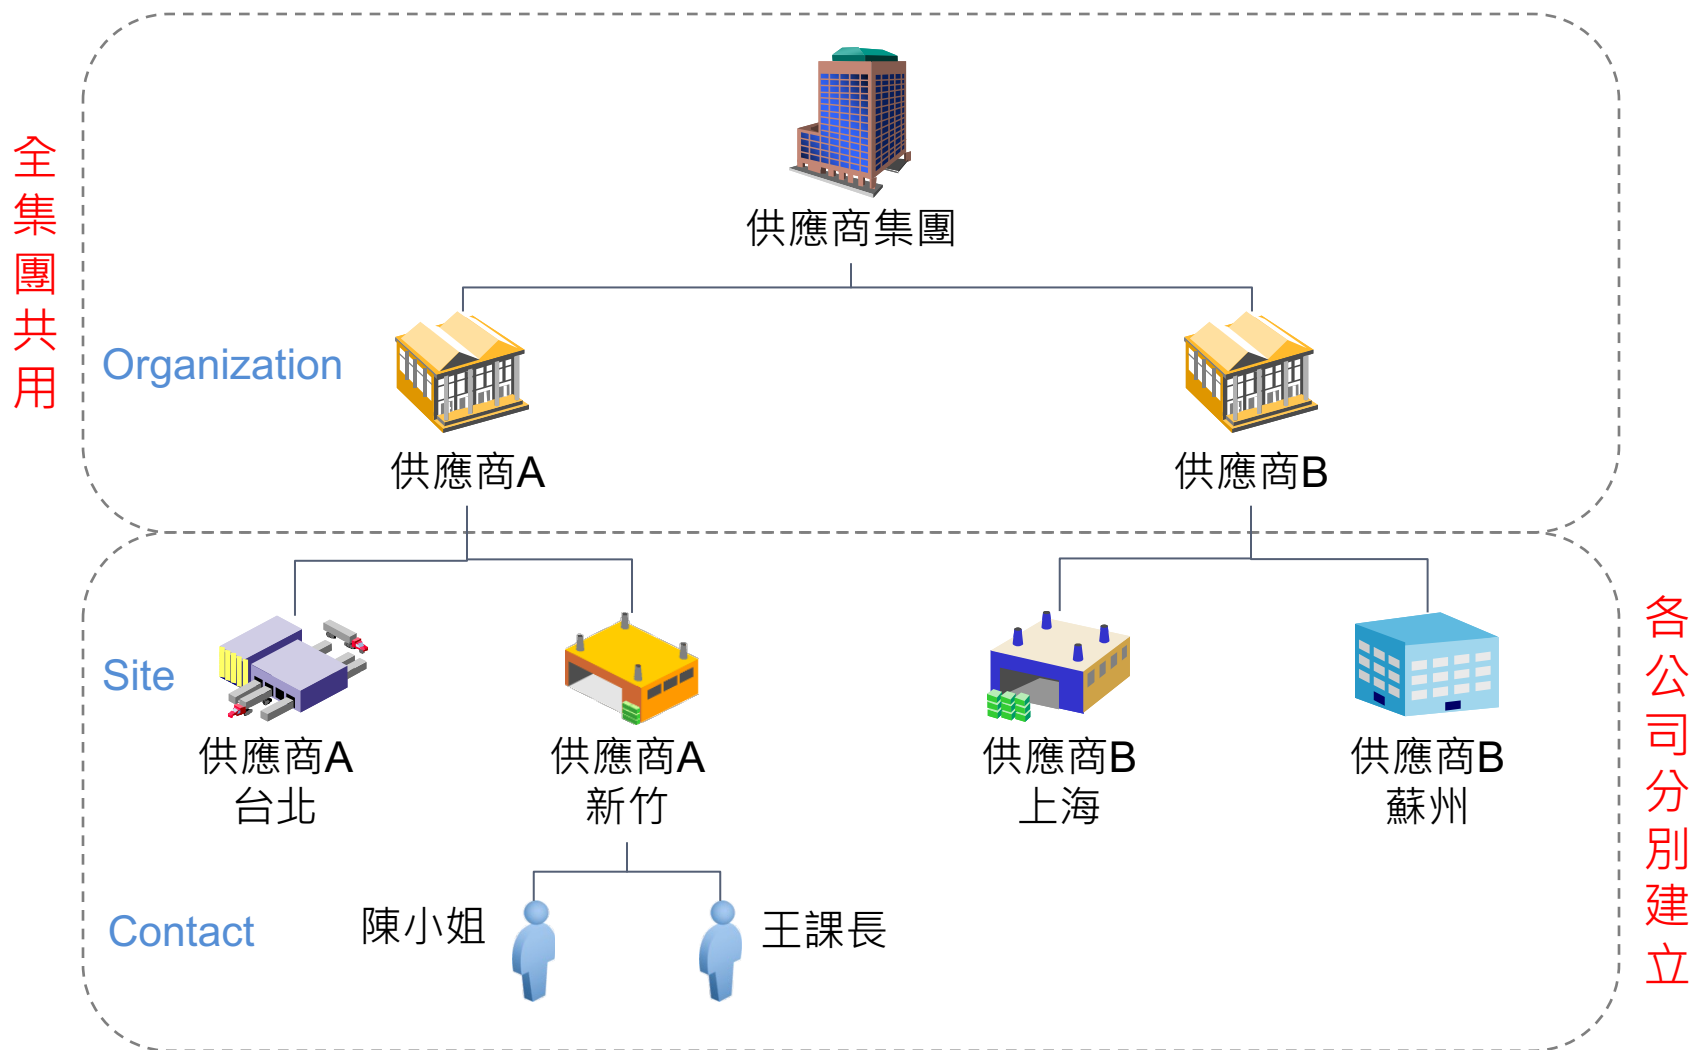 全集團共用
供應商集團
Organization
供應商A
供應商B
Site
供應商A
台北
供應商A
新竹
供應商B
上海
供應商B
蘇州
Contact
陳小姐
王課長
各公司分別建立